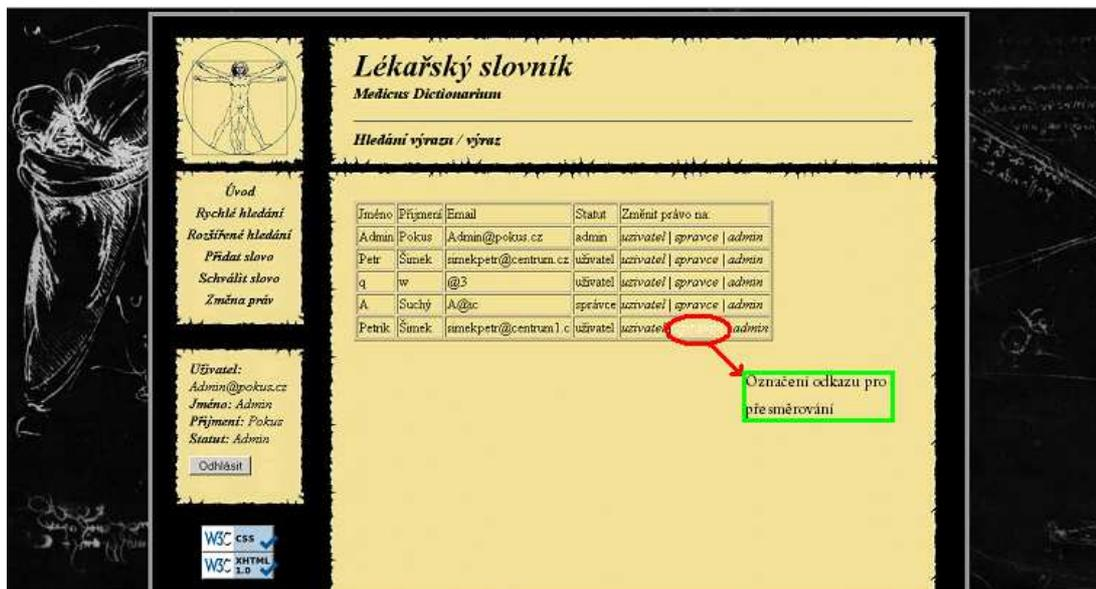 Lékařský slovník
Medicus Dictionarium
Hledání výrazu / výraz
Úvod
Rychlé hledání
Rozšířené hledání
Přidat slovo
Schválit slovo
Změna práv
Jméno Příjmení Email Statut Změnit právo na:
Admin Pokus Admin@pokus.cz admin uzivatel | spravce | admin
Petr Šimek simekpetr@centrum.cz uživatel uzivatel | spravce | admin
q w @3 uživatel uzivatel | spravce | admin
A Suchý A@sc správce uzivatel | spravce | admin
Petrik Šimek simekpetr@centrum1.c uživatel uzivatel | admin
Označení odkazu pro
přesměrování
Uživatel:
Admin@pokus.cz
Jméno: Admin
Příjmení: Pokus
Statut: Admin
Odhlásit
W3C CSS
W3C XHTML 1.0